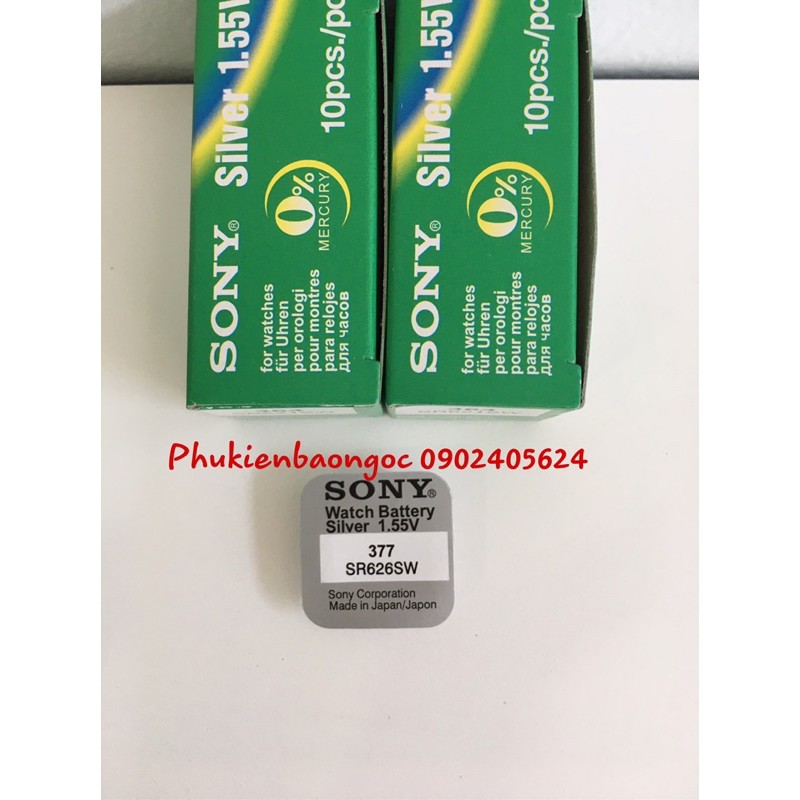 SONY®
Silver 1.55V
0%
MERCURY
10pcs./
for watches
für Uhren
per orologi
pour montres
para relojes
для часов
SONY®
Silver 1.55V
0%
MERCURY
10pcs./
for watches
für Uhren
per orologi
pour montres
para relojes
для часов
Phukienbaongoc 0902405624
SONY®
Watch Battery
Silver 1.55V
377
SR626SW
Sony Corporation
Made in Japan/Japon